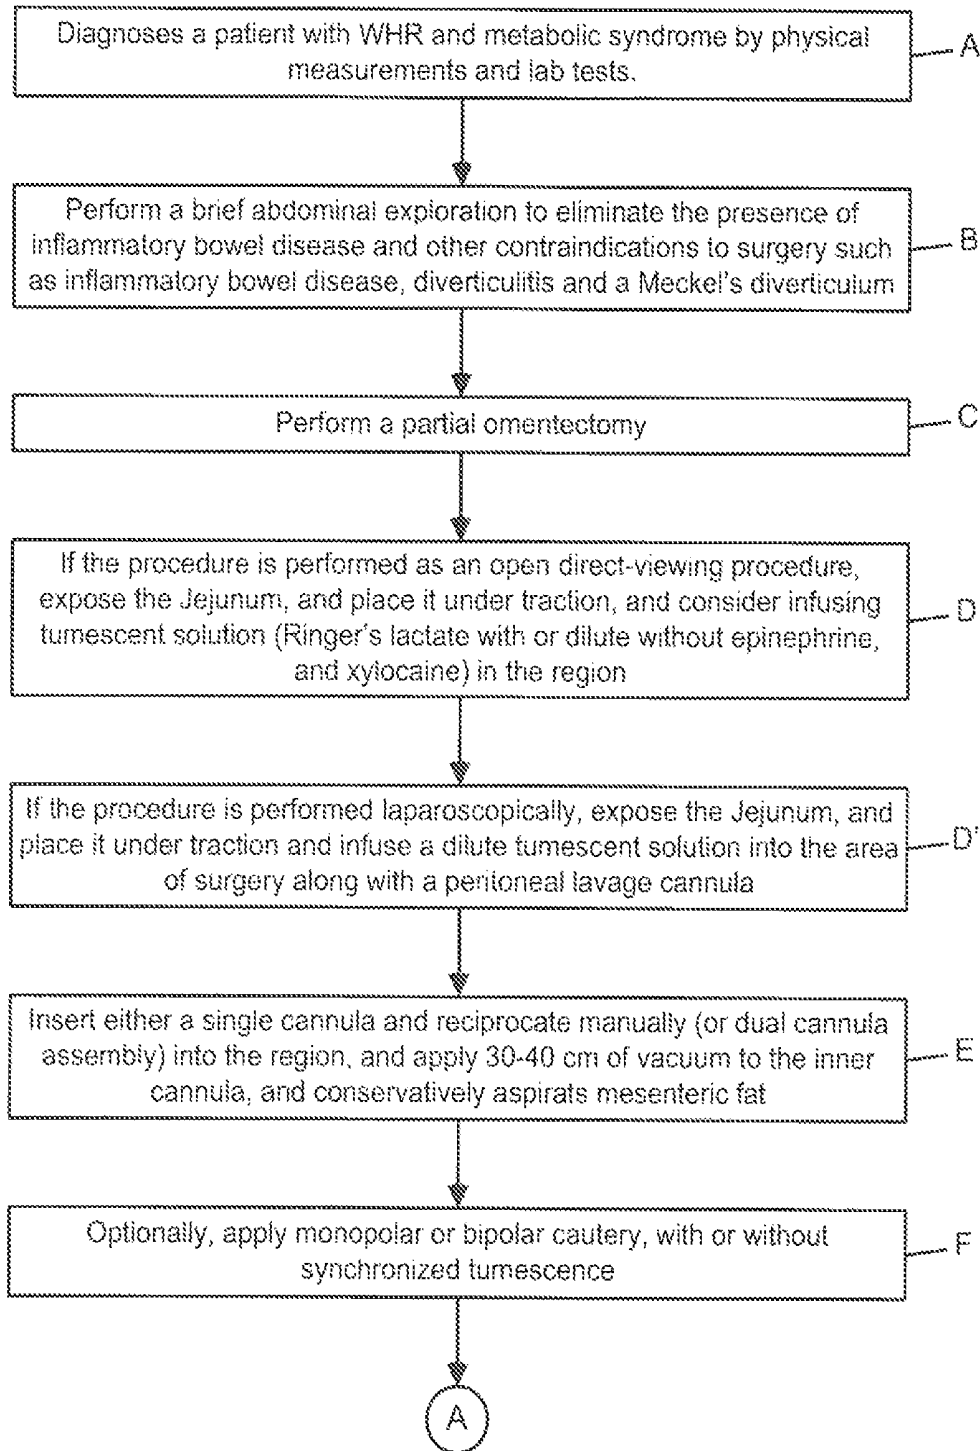 Diagnoses a patient with WHR and metabolic syndrome by physical
measurements and lab tests.
A
Perform a brief abdominal exploration to eliminate the presence of
inflammatory bowel disease and other contraindications to surgery such
as inflammatory bowel disease, diverticulitis and a Meckel's diverticulum
B
Perform a partial omentectomy
C
If the procedure is performed as an open direct-viewing procedure,
expose the Jejunum, and place it under traction, and consider infusing
tumescent solution (Ringer's lactate with or dilute without epinephrine,
and xylocaine) in the region
D
If the procedure is performed laparoscopically, expose the Jejunum, and
place it under traction and infuse a dilute tumescent solution into the area
of surgery along with a peritoneal lavage cannula
D'
Insert either a single cannula and reciprocate manually (or dual cannula
assembly) into the region, and apply 30-40 cm of vacuum to the inner
cannula, and conservatively aspirats mesenteric fat
E
Optionally, apply monopolar or bipolar cautery, with or without
synchronized tumescence
F
A